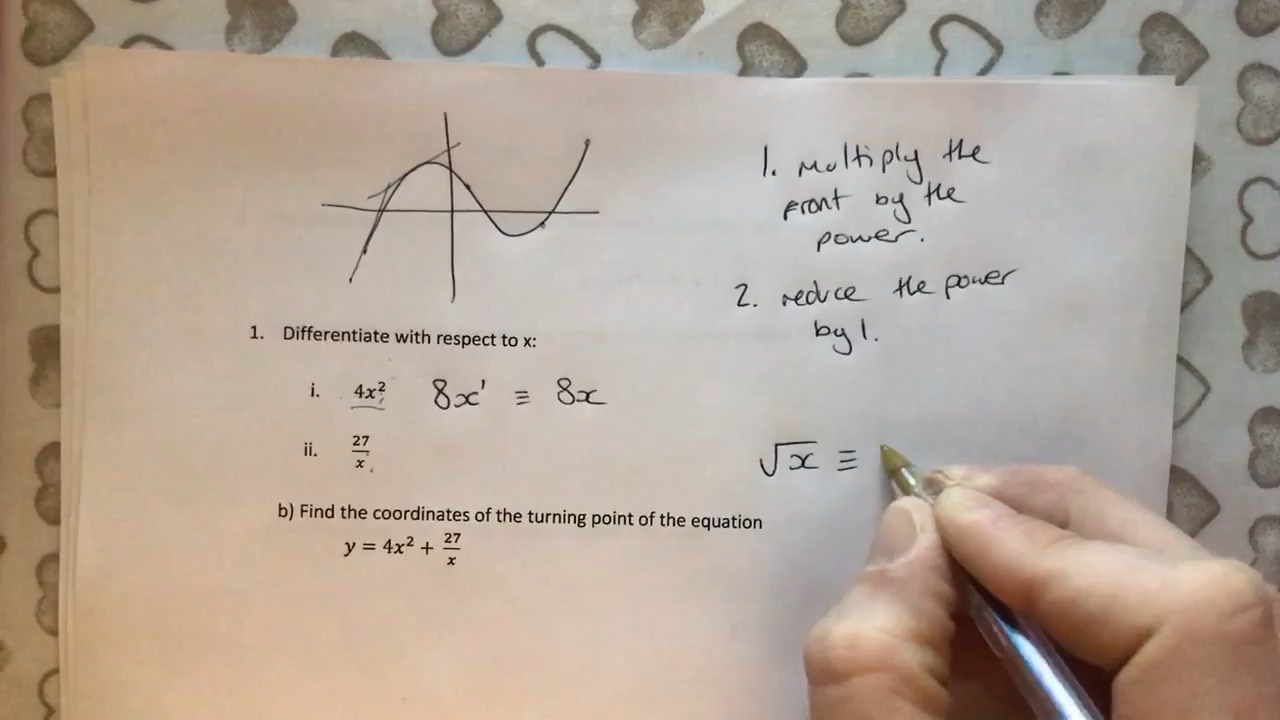 1. Multiply the
front by the
power.
2. reduce the power
by 1.
1. Differentiate with respect to x:
i. 4x² 8x¹ ≡ 8x
ii. 27/x
√x ≡
b) Find the coordinates of the turning point of the equation
y = 4x² + 27/x